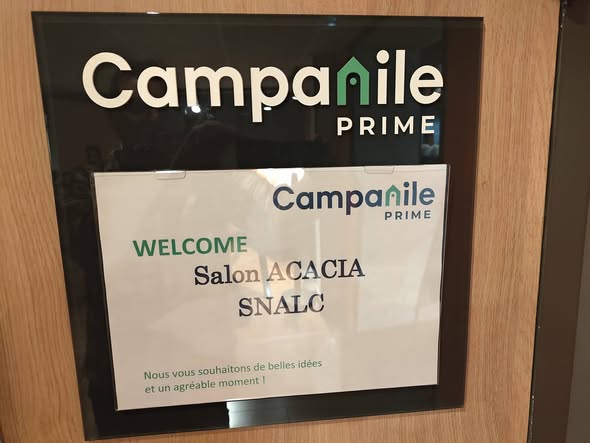 Campanile
PRIME
Campanile
PRIME
WELCOME
Salon ACACIA
SNALC
Nous vous souhaitons de belles idées
et un agréable moment !